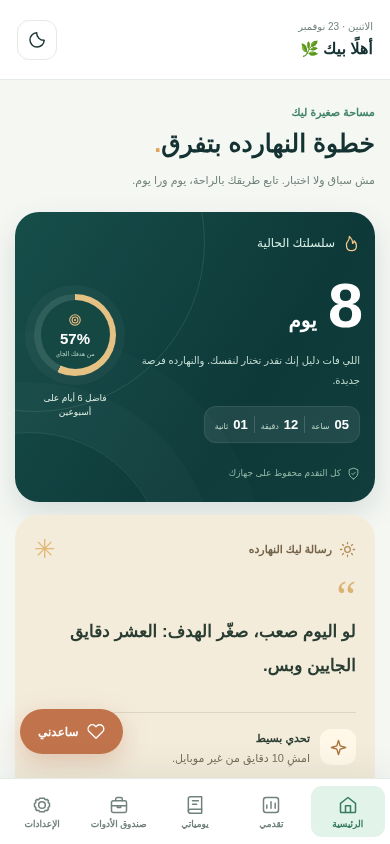 الاثنين · 23 نوفمبر
أهلًا بيك 🌿
مساحة صغيرة ليك
خطوة النهارده بتفرق.
مش سباق ولا اختبار. تابع طريقك بالراحة، يوم ورا يوم.
سلسلتك الحالية
8 يوم
اللي فات دليل إنك تقدر تختار لنفسك. والنهارده فرصة
جديدة.
05 ساعة 12 دقيقة 01 ثانية
57%
من هدفك الجاي
فاضل 6 أيام على
أسبوعين
كل التقدم محفوظ على جهازك
رسالة ليك النهارده
“
لو اليوم صعب، صغّر الهدف: العشر دقايق
الجايين وبس.
تحدي بسيط
امشِ 10 دقايق من غير موبايل.
ساعدني
الرئيسية
تقدمي
يومياتي
صندوق الأدوات
الإعدادات